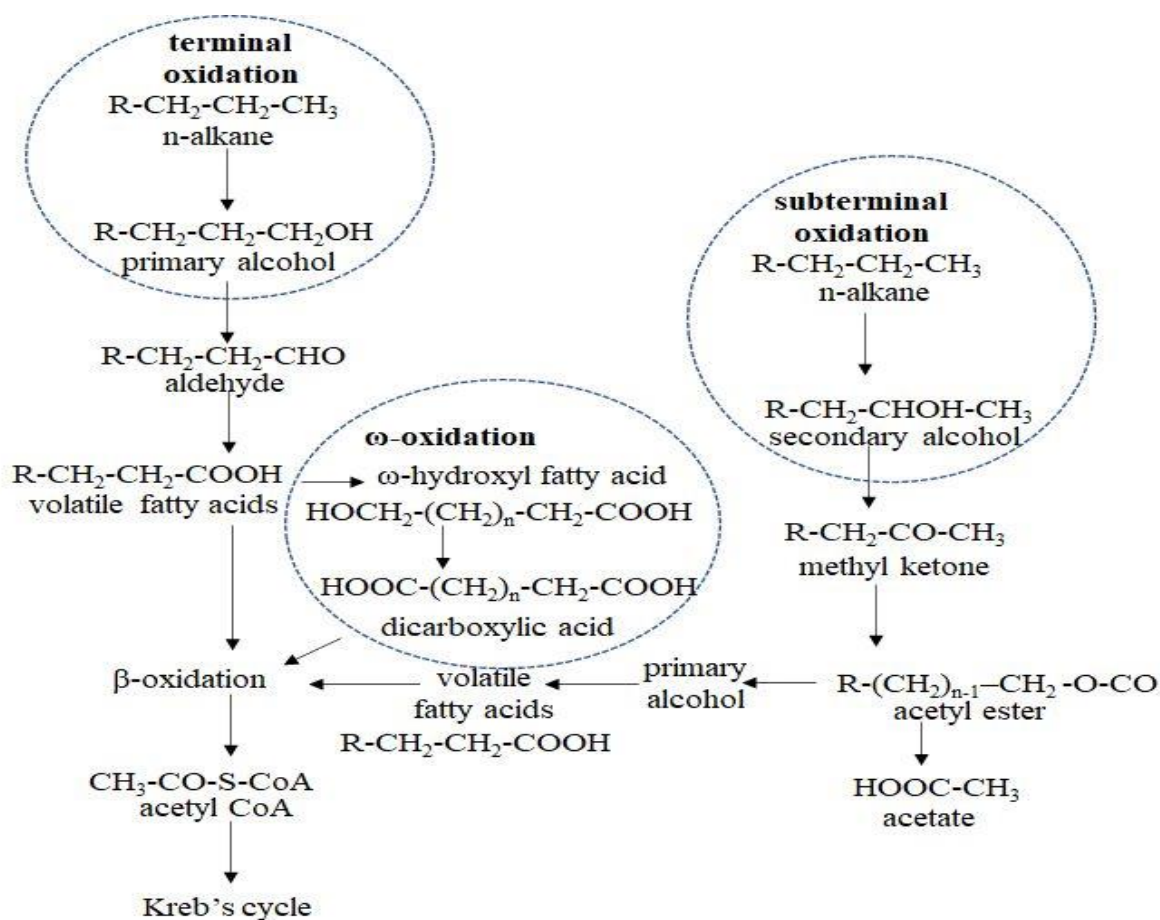 terminal
oxidation
R-CH₂-CH₂-CH₃
n-alkane
R-CH₂-CH₂-CH₂OH
primary alcohol
R-CH₂-CH₂-CHO
aldehyde
R-CH₂-CH₂-COOH
volatile fatty acids
ω-oxidation
ω-hydroxyl fatty acid
HOCH₂-(CH₂)ₙ-CH₂-COOH
HOOC-(CH₂)ₙ-CH₂-COOH
dicarboxylic acid
subterminal
oxidation
R-CH₂-CH₂-CH₃
n-alkane
R-CH₂-CHOH-CH₃
secondary alcohol
R-CH₂-CO-CH₃
methyl ketone
R-(CH₂)ₙ₋₁–CH₂-O-CO
acetyl ester
HOOC-CH₃
acetate
primary
alcohol
volatile
fatty acids
R-CH₂-CH₂-COOH
β-oxidation
CH₃-CO-S-CoA
acetyl CoA
Kreb’s cycle